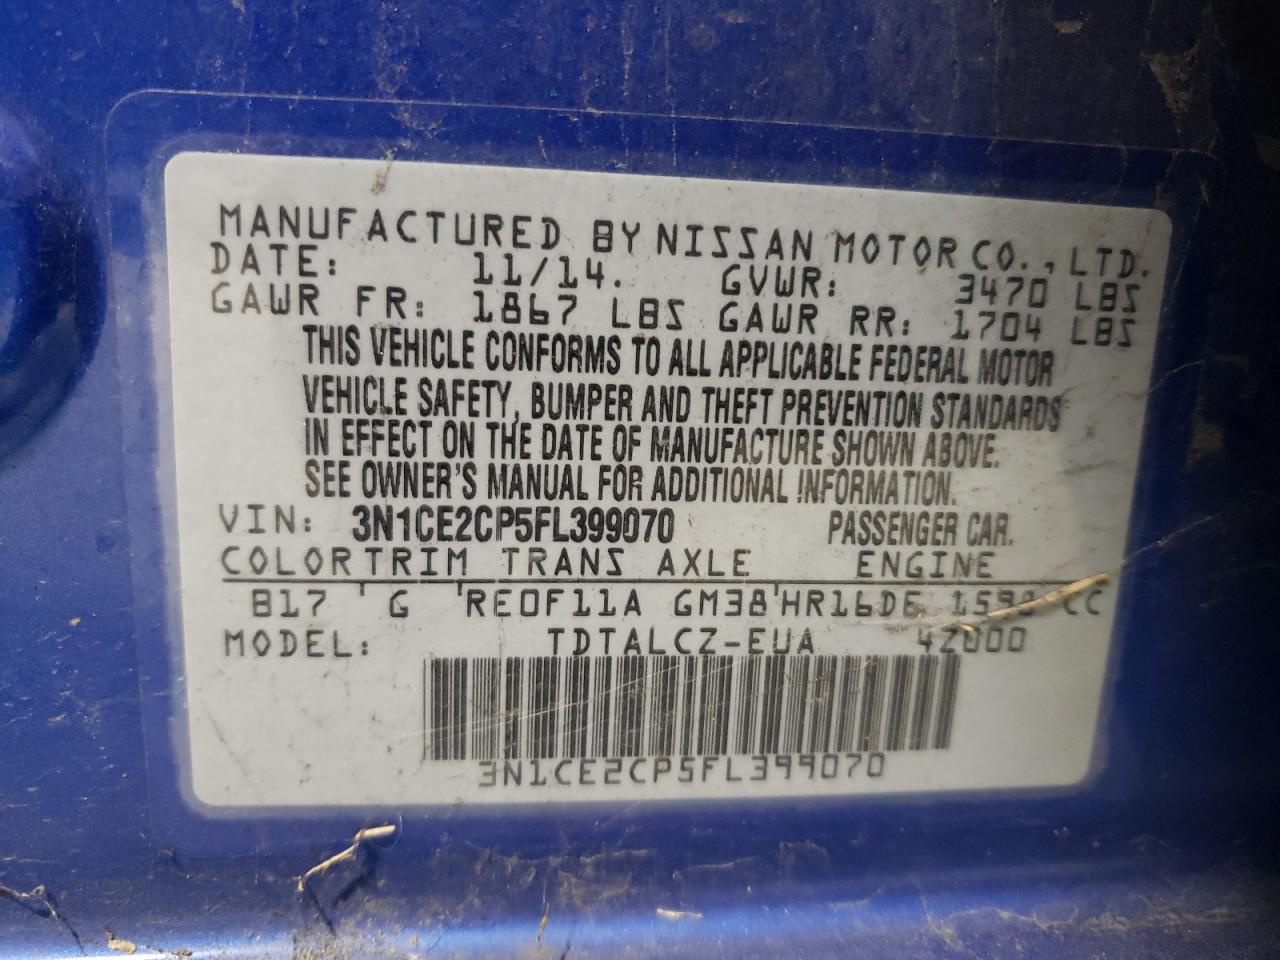 MANUFACTURED BY NISSAN MOTOR CO., LTD.
DATE: 11/14. GVWR: 3470 LBS
GAWR FR: 1867 LBS GAWR RR: 1704 LBS
THIS VEHICLE CONFORMS TO ALL APPLICABLE FEDERAL MOTOR
VEHICLE SAFETY, BUMPER AND THEFT PREVENTION STANDARDS
IN EFFECT ON THE DATE OF MANUFACTURE SHOWN ABOVE.
SEE OWNER'S MANUAL FOR ADDITIONAL INFORMATION.
VIN: 3N1CE2CP5FL399070 PASSENGER CAR.
COLOR TRIM TRANS AXLE ENGINE
B17 G RE0F11A GM38 HR16DE CC
MODEL: TDTALCZ-EUA 4Z000
3N1CE2CP5FL399070